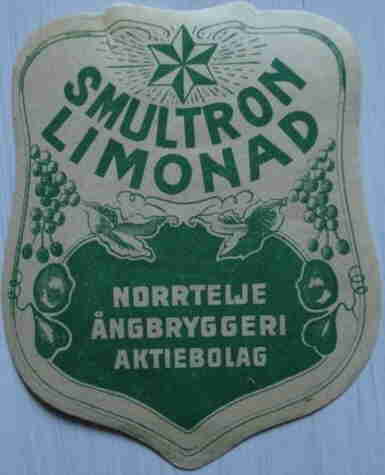 SMULTRON
LIMONAD
NORRTELJE
ÅNGBRYGGERI
AKTIEBOLAG